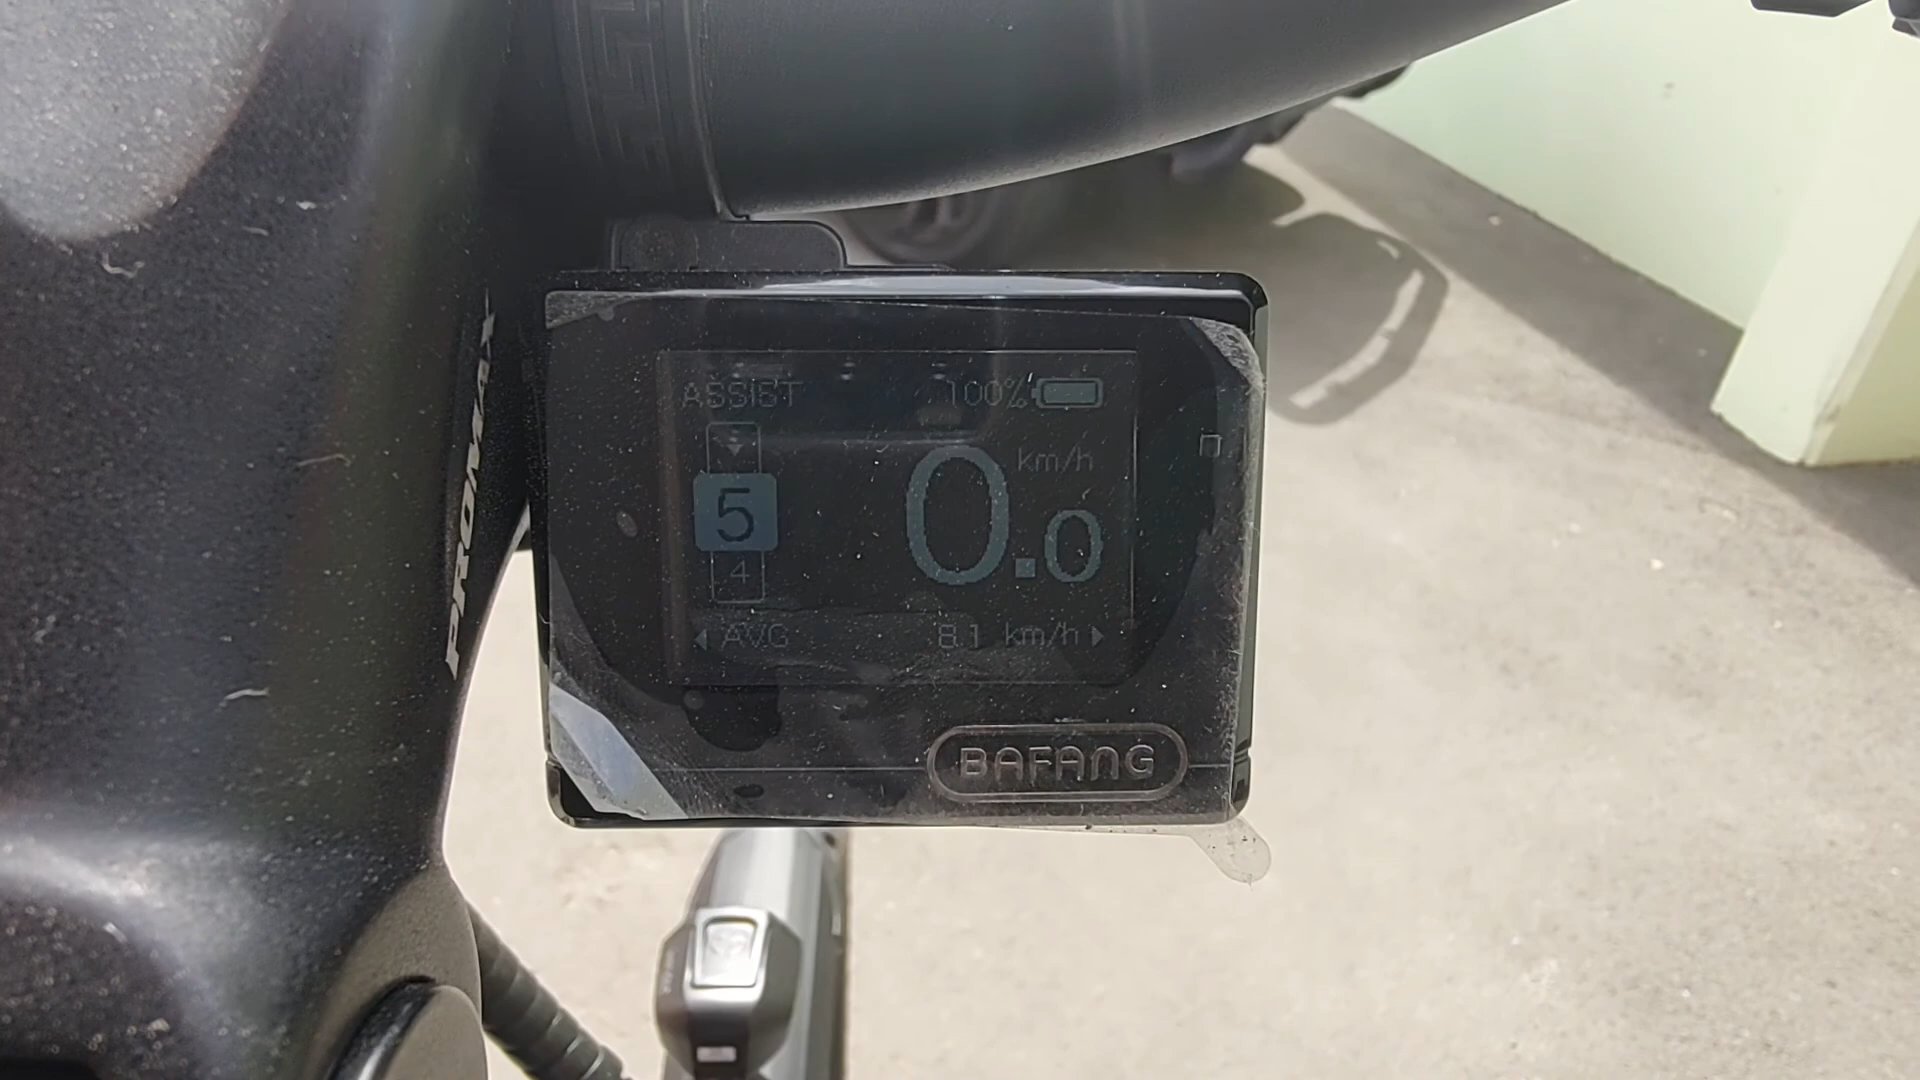 PROMAX
ASSIST 100%
km/h
5 0.0
4
AVG 8.1 km/h
BAFANG